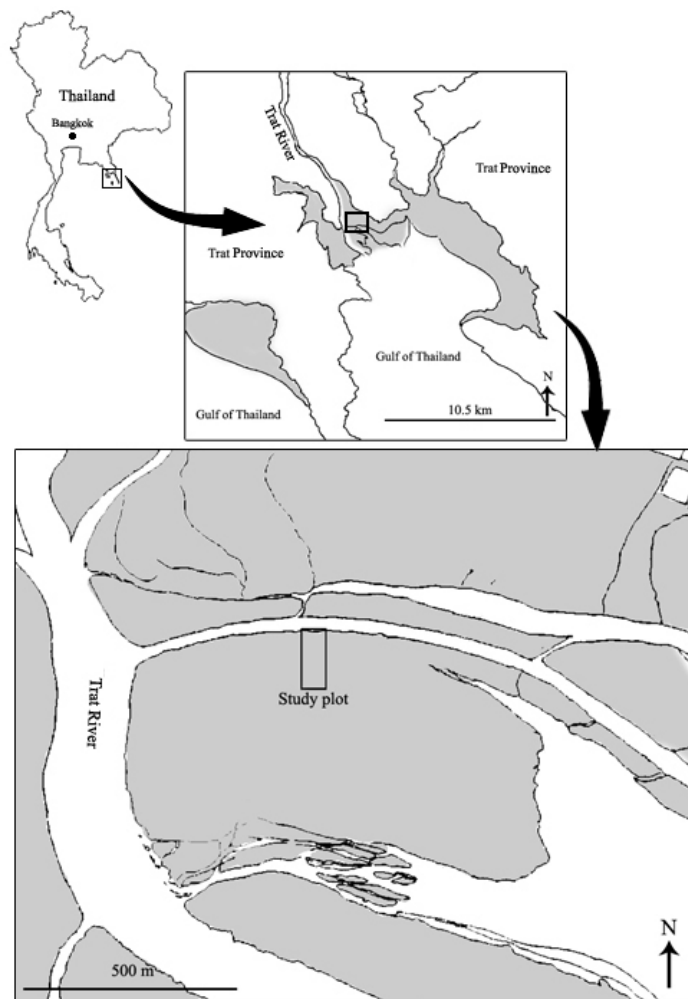 Thailand
Bangkok
Trat River
Trat Province
Trat Province
Gulf of Thailand
Gulf of Thailand
N
10.5 km
Study plot
Trat River
N
500 m